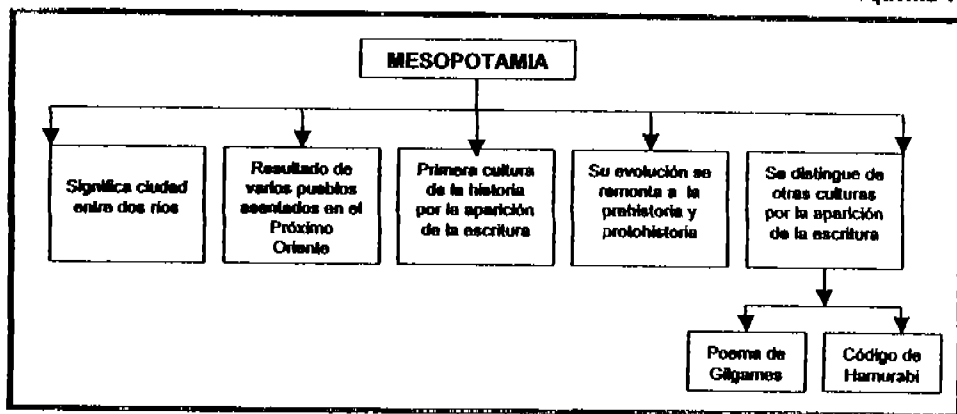 MESOPOTAMIA
Significa ciudad
entre dos ríos
Resultado de
varios pueblos
asentados en el
Próximo
Oriente
Primera cultura
de la historia
por la aparición
de la escritura
Su evolución se
remonta a la
prehistoria y
protohistoria
Se distingue de
otras culturas
por la aparición
de la escritura
Poema de
Gilgames
Código de
Hamurabi